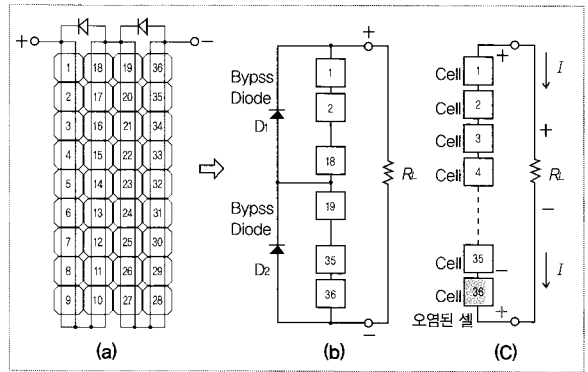 + −
1 18 19 36
2 17 20 35
3 16 21 34
4 15 22 33
5 14 23 32
6 13 24 31
7 12 25 30
8 11 26 29
9 10 27 28
(a)
+
Bypss
Diode
D1
1
2
18
RL
Bypss
Diode
D2
19
35
36
−
(b)
Cell 1 +
I
Cell 2
Cell 3
+
Cell 4
RL
−
Cell 35 −
I
Cell 36 +
오염된 셀
(C)